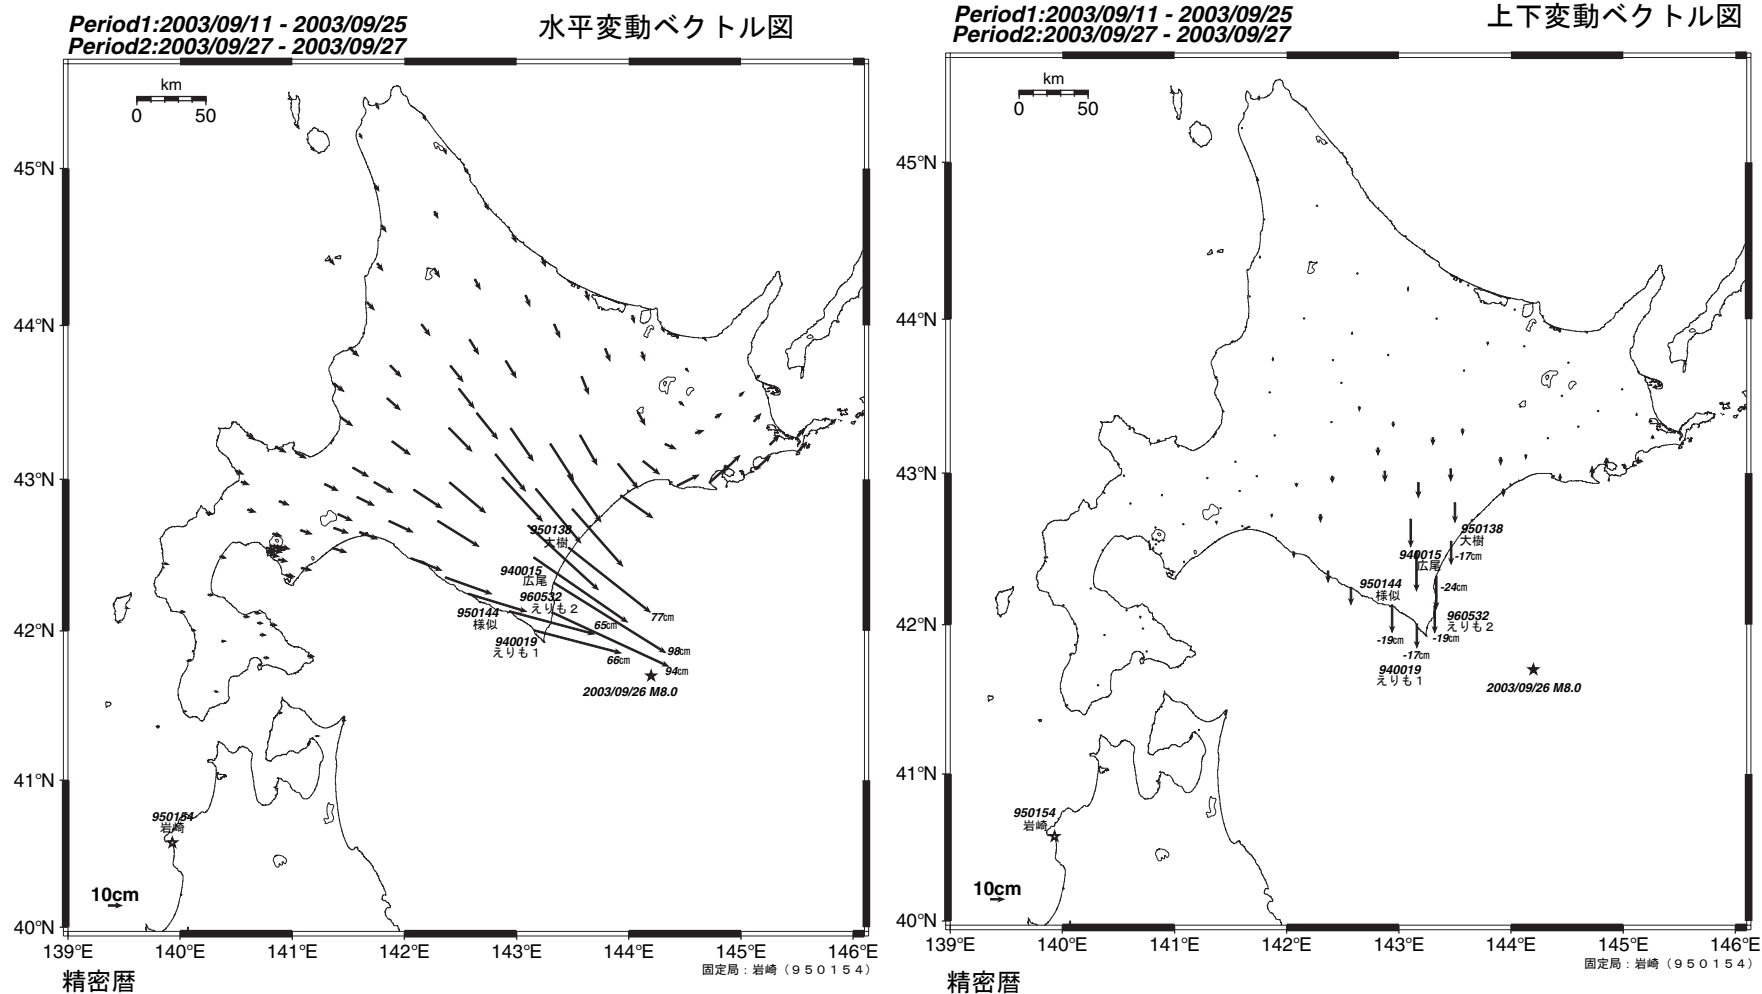 Period1:2003/09/11 - 2003/09/25
Period2:2003/09/27 - 2003/09/27
水平変動ベクトル図
km
0 50
45°N
44°N
43°N
42°N
41°N
40°N
950138
大樹
940015
広尾
960532
えりも2
950144
様似
940019
えりも1
77㎝
65㎝
98㎝
66㎝
94㎝
2003/09/26 M8.0
950154
岩崎
10cm
139°E 140°E 141°E 142°E 143°E 144°E 145°E 146°E
固定局:岩崎(950154)
精密暦
Period1:2003/09/11 - 2003/09/25
Period2:2003/09/27 - 2003/09/27
上下変動ベクトル図
km
0 50
45°N
44°N
43°N
42°N
41°N
40°N
950138
大樹
-17㎝
940015
広尾
950144
様似
-24㎝
960532
えりも2
-19㎝
-19㎝
-17㎝
940019
えりも1
2003/09/26 M8.0
950154
岩崎
10cm
139°E 140°E 141°E 142°E 143°E 144°E 145°E 146°E
固定局:岩崎(950154)
精密暦